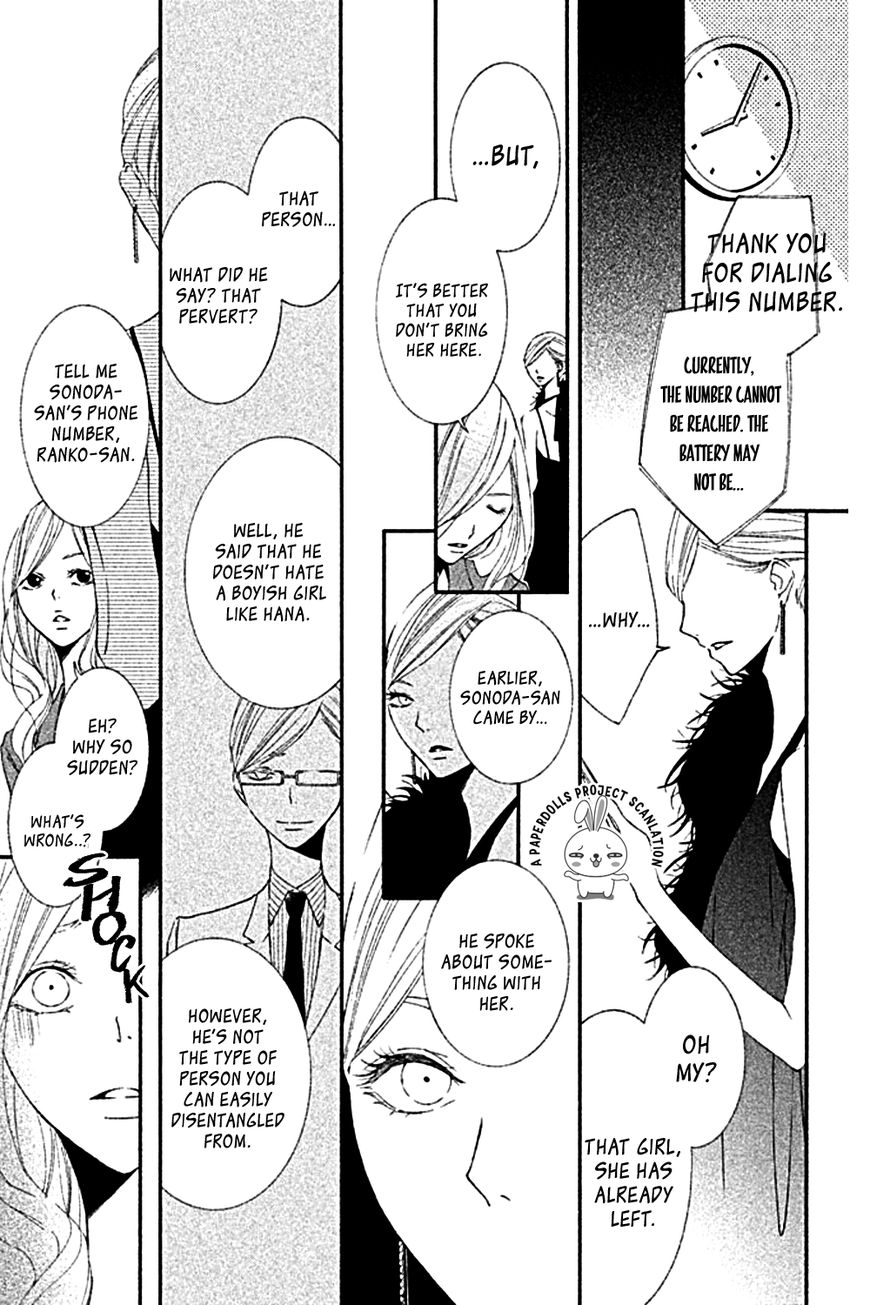 THANK YOU
FOR DIALING
THIS NUMBER.
CURRENTLY,
THE NUMBER CANNOT
BE REACHED. THE
BATTERY MAY
NOT BE...
...WHY...
OH
MY?
THAT GIRL,
SHE HAS
ALREADY
LEFT.
...BUT,
IT'S BETTER
THAT YOU
DON'T BRING
HER HERE.
EARLIER,
SONODA-SAN
CAME BY...
A PAPERDOLLS PROJECT SCANLATION
HE SPOKE
ABOUT SOME-
THING WITH
HER.
THAT
PERSON...
WHAT DID HE
SAY? THAT
PERVERT?
WELL, HE
SAID THAT HE
DOESN'T HATE
A BOYISH GIRL
LIKE HANA.
HOWEVER,
HE'S NOT
THE TYPE OF
PERSON YOU
CAN EASILY
DISENTANGLED
FROM.
TELL ME
SONODA-
SAN'S PHONE
NUMBER,
RANKO-SAN.
EH?
WHY SO
SUDDEN?
WHAT'S
WRONG..?
SHOCK